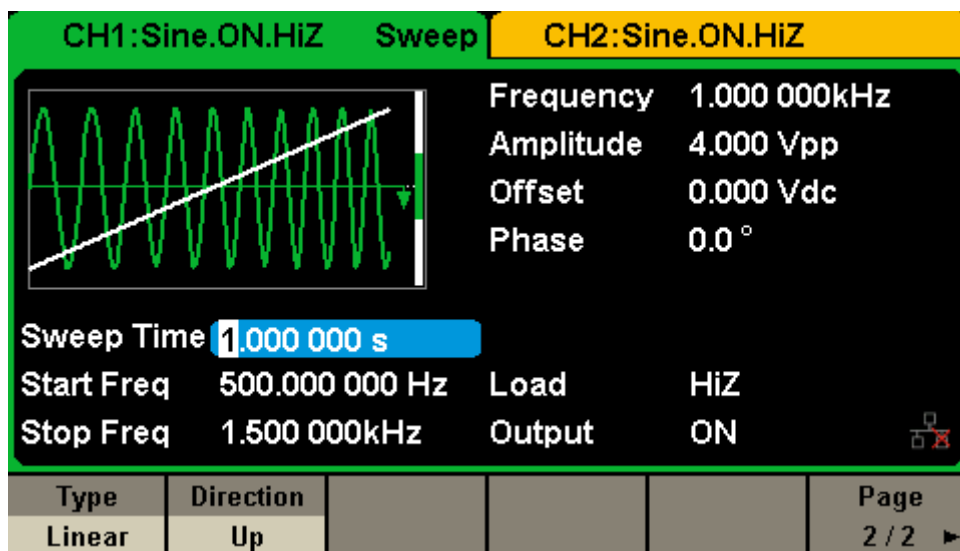 CH1:Sine.ON.HiZ Sweep CH2:Sine.ON.HiZ
Frequency 1.000 000kHz
Amplitude 4.000 Vpp
Offset 0.000 Vdc
Phase 0.0 °
Sweep Time 1.000 000 s
Start Freq 500.000 000 Hz Load HiZ
Stop Freq 1.500 000kHz Output ON
Type Direction Page
Linear Up 2 / 2